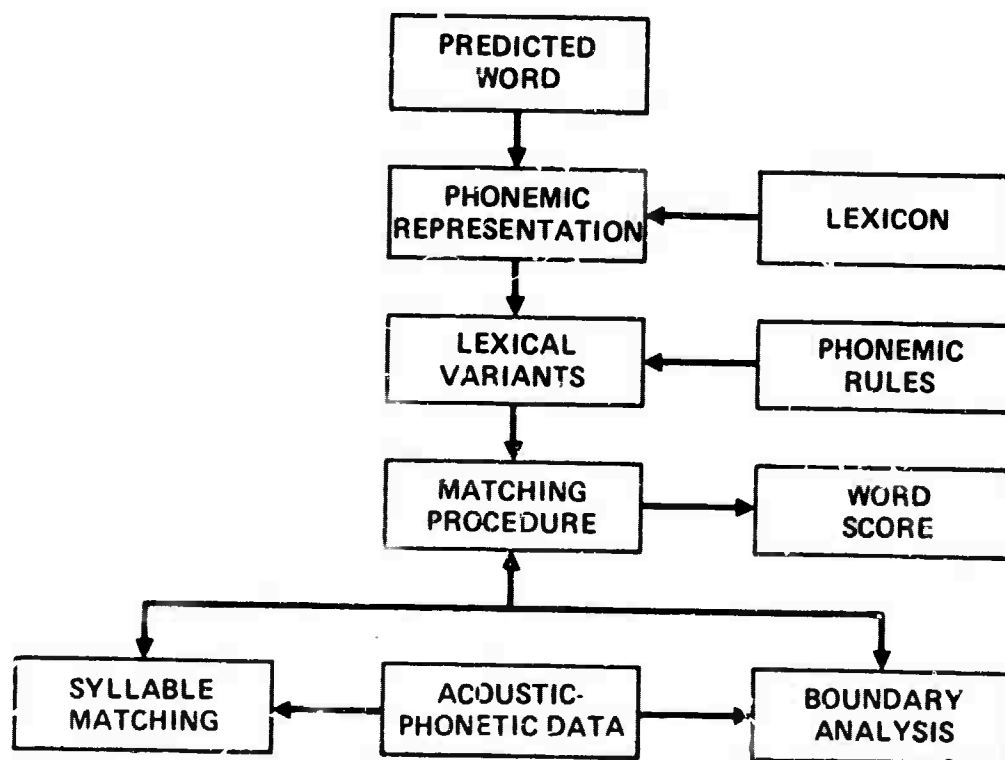 PREDICTED
WORD
PHONEMIC
REPRESENTATION
LEXICON
LEXICAL
VARIANTS
PHONEMIC
RULES
MATCHING
PROCEDURE
WORD
SCORE
SYLLABLE
MATCHING
ACOUSTIC-
PHONETIC DATA
BOUNDARY
ANALYSIS